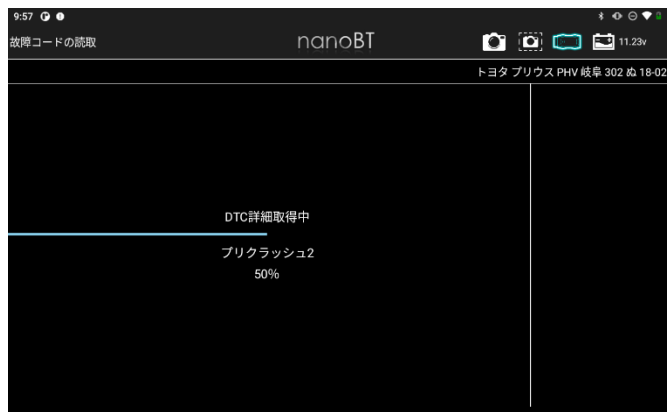 9:57
故障コードの読取
nanoBT
11.23v
トヨタ プリウス PHV 岐阜 302 ぬ 18-02
DTC詳細取得中
プリクラッシュ2
50%